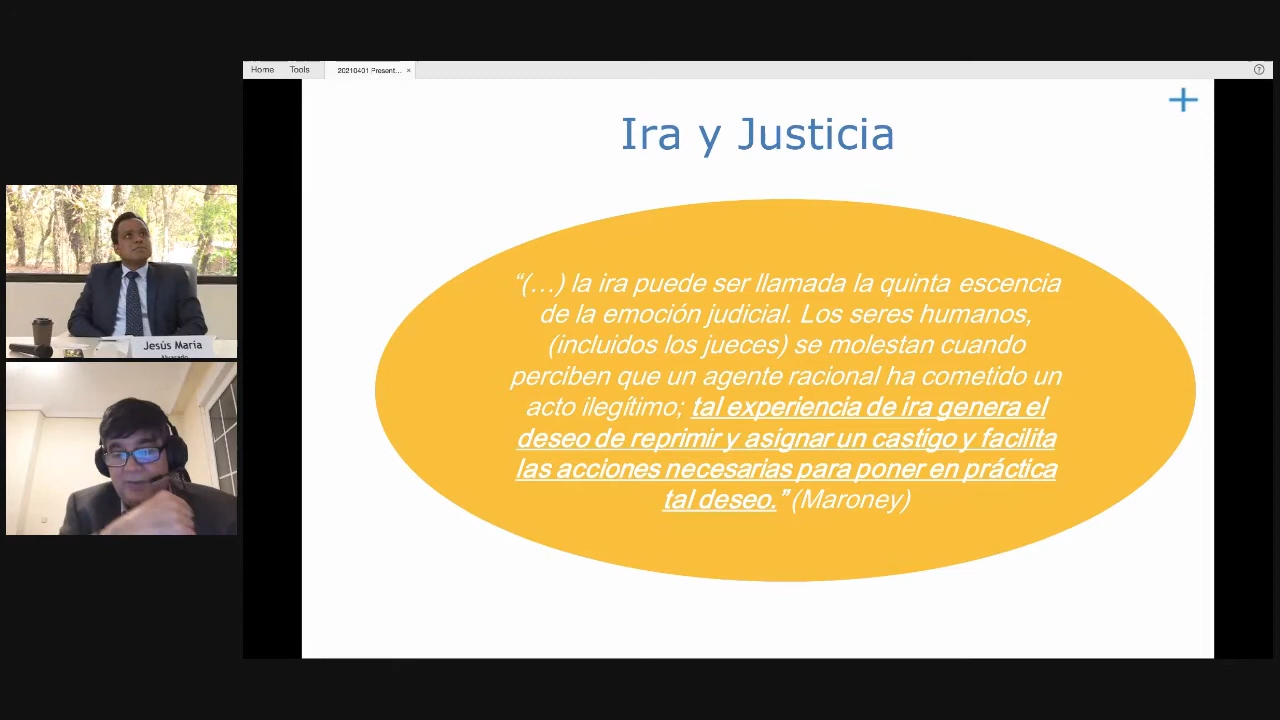 Home Tools 20210401 Present... ×
Ira y Justicia
“(…) la ira puede ser llamada la quinta escencia
de la emoción judicial. Los seres humanos,
(incluidos los jueces) se molestan cuando
perciben que un agente racional ha cometido un
acto ilegítimo; tal experiencia de ira genera el
deseo de reprimir y asignar un castigo y facilita
las acciones necesarias para poner en práctica
tal deseo.” (Maroney)
Jesús María
Alvarado